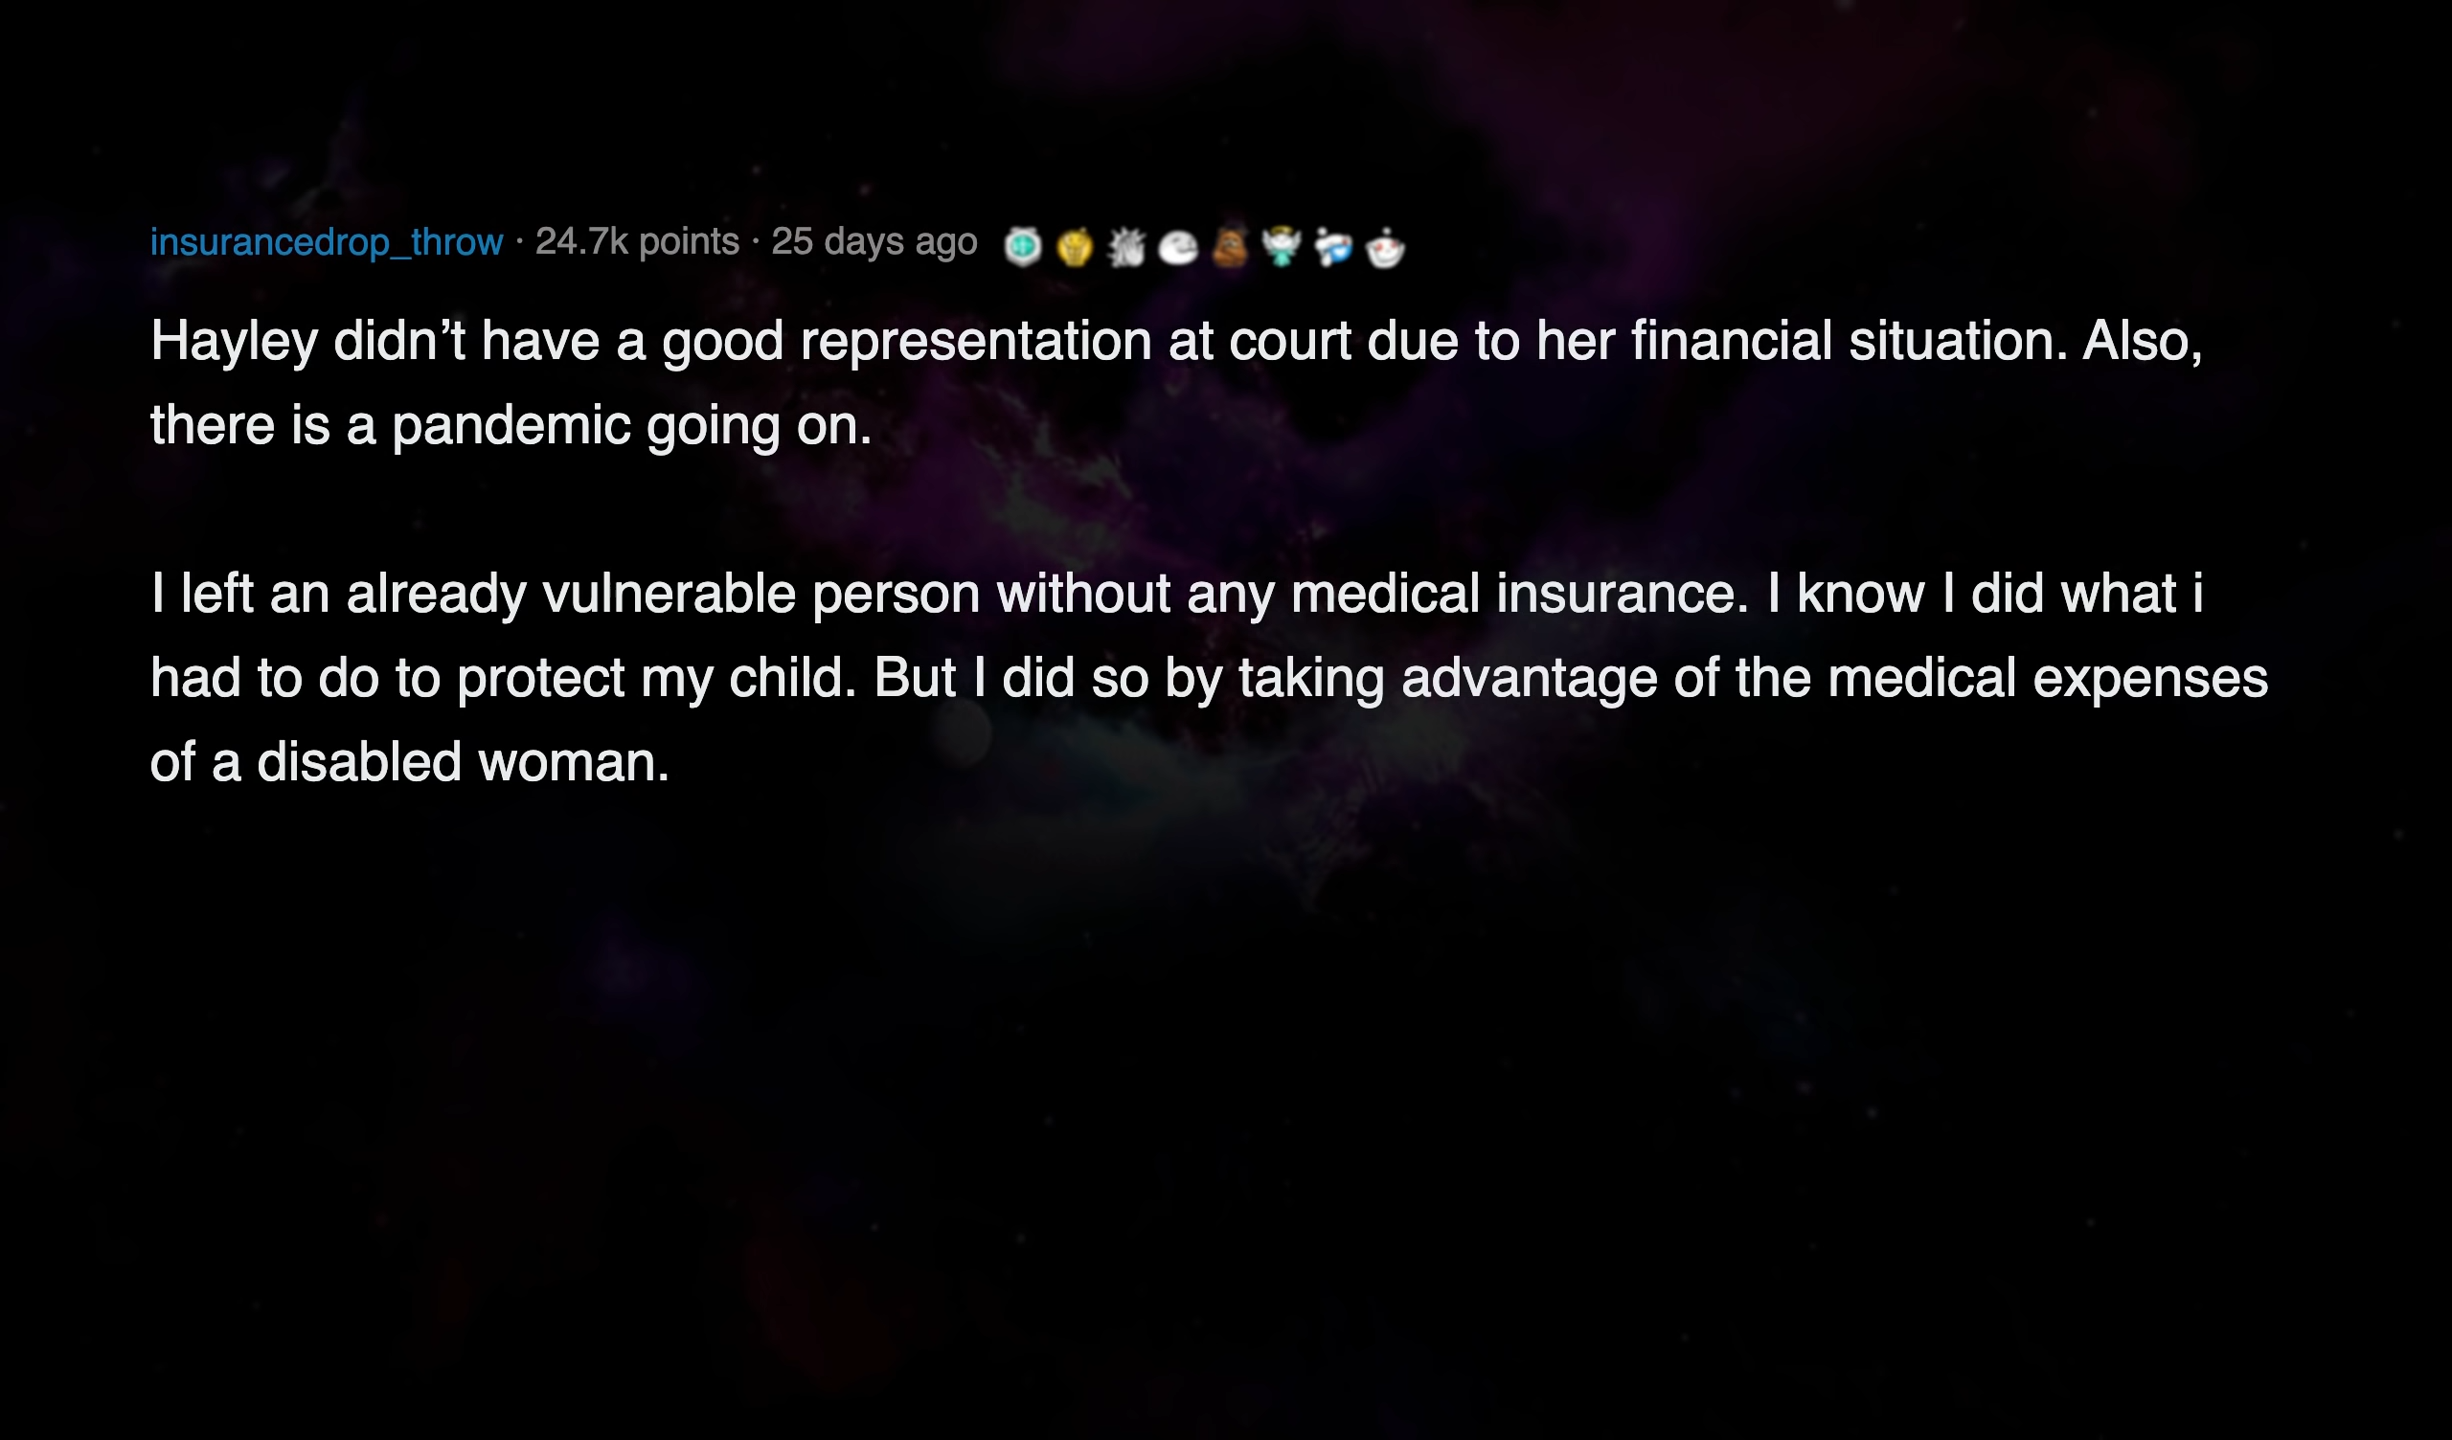 insurancedrop_throw · 24.7k points · 25 days ago
Hayley didn’t have a good representation at court due to her financial situation. Also,
there is a pandemic going on.
I left an already vulnerable person without any medical insurance. I know I did what i
had to do to protect my child. But I did so by taking advantage of the medical expenses
of a disabled woman.